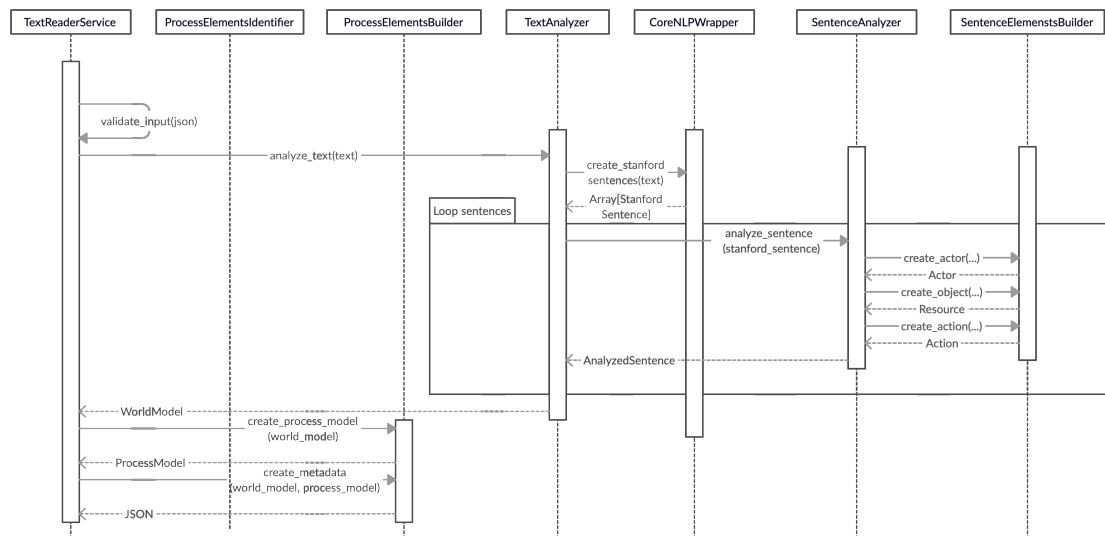 TextReaderService
ProcessElementsIdentifier
ProcessElementsBuilder
TextAnalyzer
CoreNLPWrapper
SentenceAnalyzer
SentenceElemenstsBuilder
validate_input(json)
analyze_text(text)
create_stanford
sentences(text)
Array[Stanford
Sentence]
Loop sentences
analyze_sentence
(stanford_sentence)
create_actor(...)
Actor
create_object(...)
Resource
create_action(...)
Action
AnalyzedSentence
WorldModel
create_process_model
(world_model)
ProcessModel
create_metadata
(world_model, process_model)
JSON